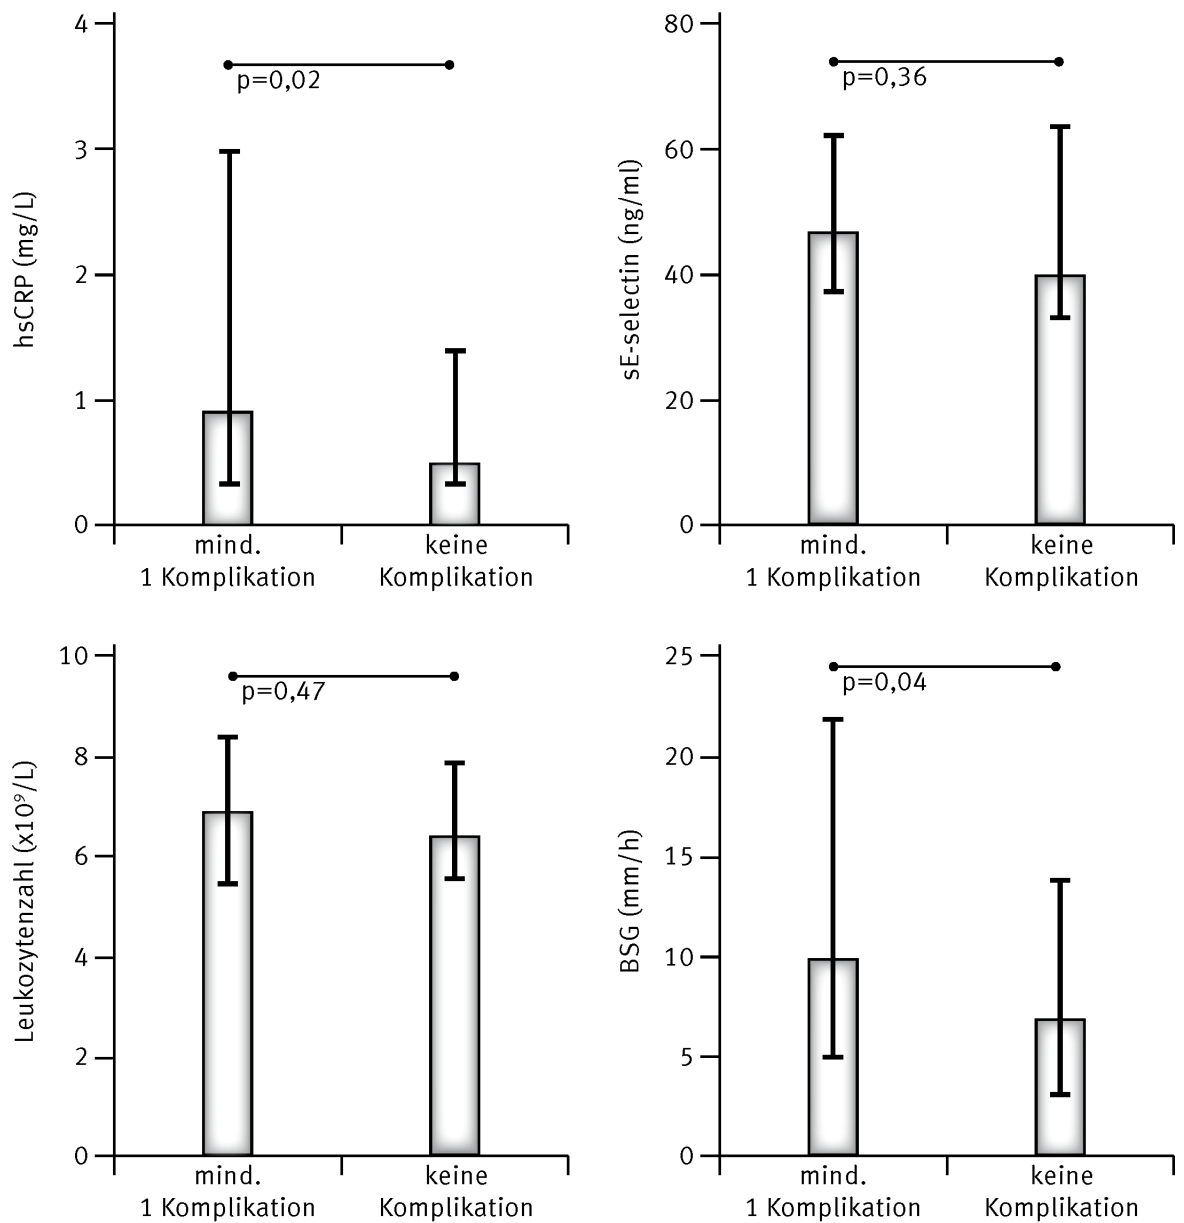 hsCRP (mg/L)
4
3
2
1
0
p=0,02
mind.
1 Komplikation
keine
Komplikation
sE-selectin (ng/ml)
80
60
40
20
0
p=0,36
mind.
1 Komplikation
keine
Komplikation
Leukozytenzahl (x10⁹/L)
10
8
6
4
2
0
p=0,47
mind.
1 Komplikation
keine
Komplikation
BSG (mm/h)
25
20
15
10
5
0
p=0,04
mind.
1 Komplikation
keine
Komplikation